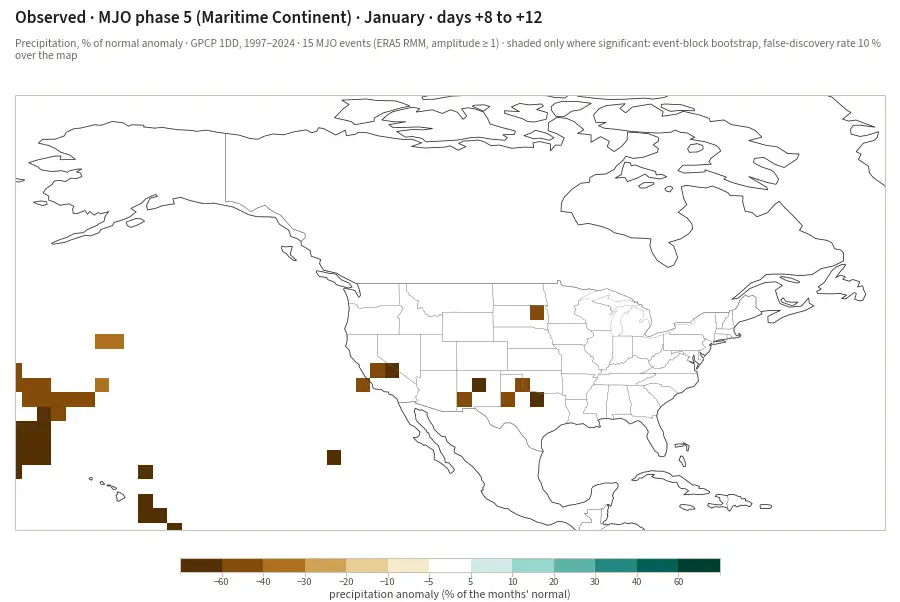 Observed · MJO phase 5 (Maritime Continent) · January · days +8 to +12
Precipitation, % of normal anomaly · GPCP 1DD, 1997–2024 · 15 MJO events (ERA5 RMM, amplitude ≥ 1) · shaded only where significant: event-block bootstrap, false-discovery rate 10 %
over the map
−60 −40 −30 −20 −10 −5 5 10 20 30 40 60
precipitation anomaly (% of the months' normal)